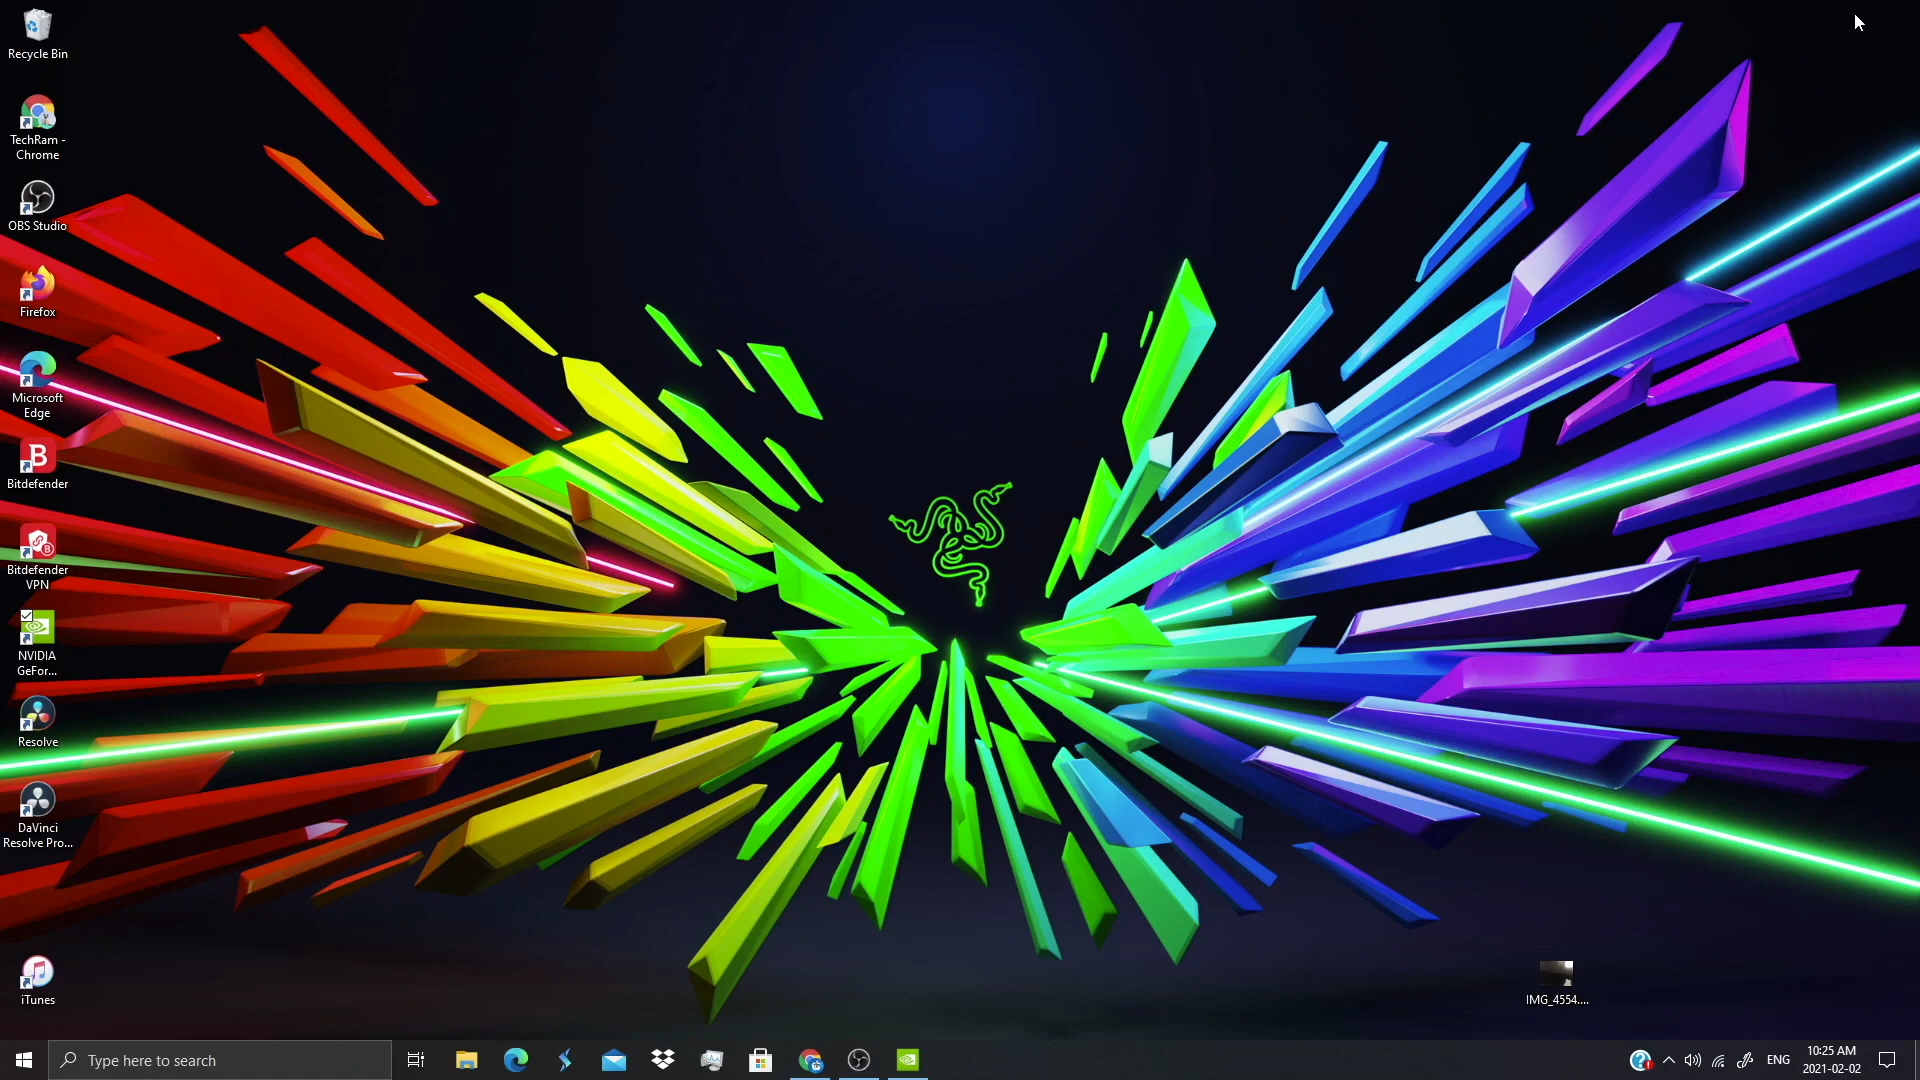 Recycle Bin
TechRam -
Chrome
OBS Studio
Firefox
Microsoft
Edge
Bitdefender
Bitdefender
VPN
NVIDIA
GeFor...
Resolve
DaVinci
Resolve Pro...
iTunes
IMG_4554....
Type here to search
ENG
10:25 AM
2021-02-02